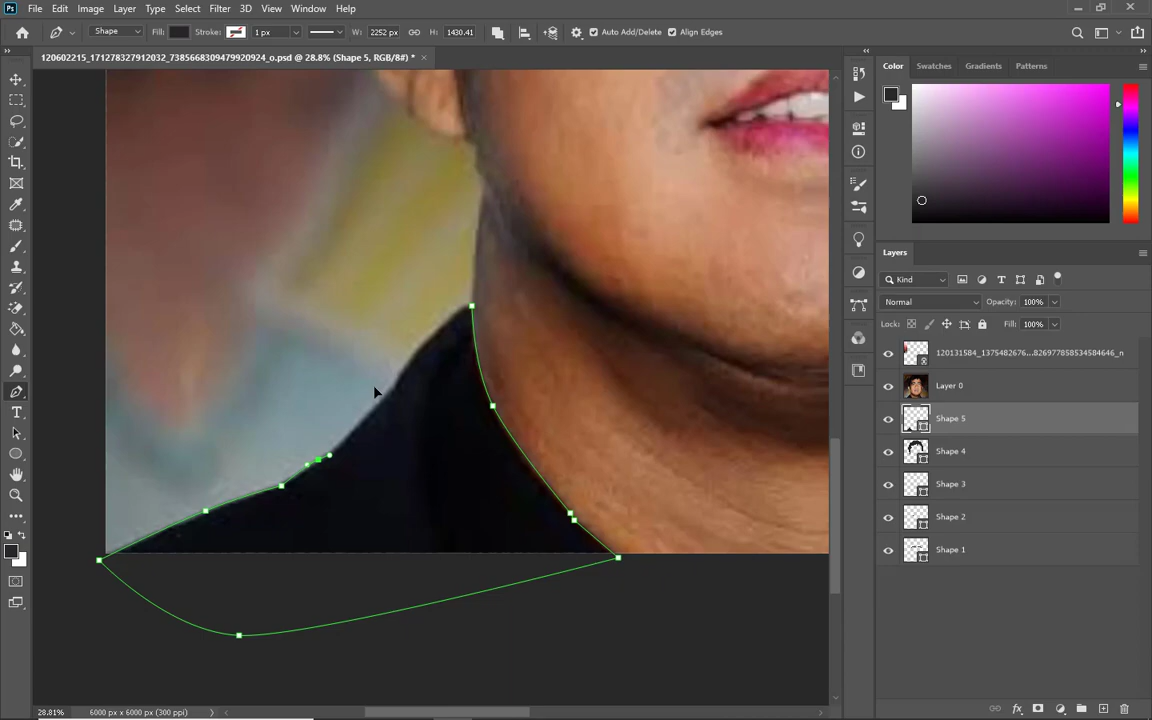 Ps File Edit Image Layer Type Select Filter 3D View Window Help
Shape Fill: Stroke: 1 px W: 2252 px H: 1430.41 Auto Add/Delete Align Edges
120602215_171278327912032_7385668309479920924_o.psd @ 28.8% (Shape 5, RGB/8#) *
Color Swatches Gradients Patterns
Layers
Kind
Normal Opacity: 100%
Lock: Fill: 100%
120131584_1375482676...826977858534584646_n
Layer 0
Shape 5
Shape 4
Shape 3
Shape 2
Shape 1
28.81% 6000 px x 6000 px (300 ppi)